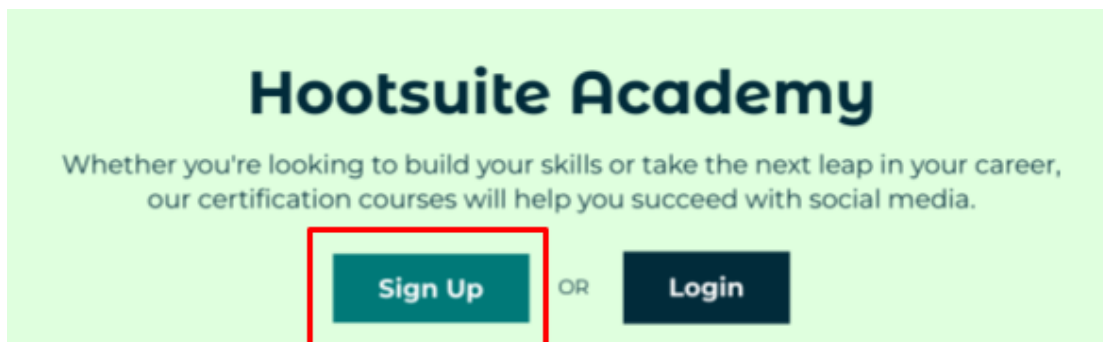 Hootsuite Academy
Whether you're looking to build your skills or take the next leap in your career,
our certification courses will help you succeed with social media.
Sign Up OR Login